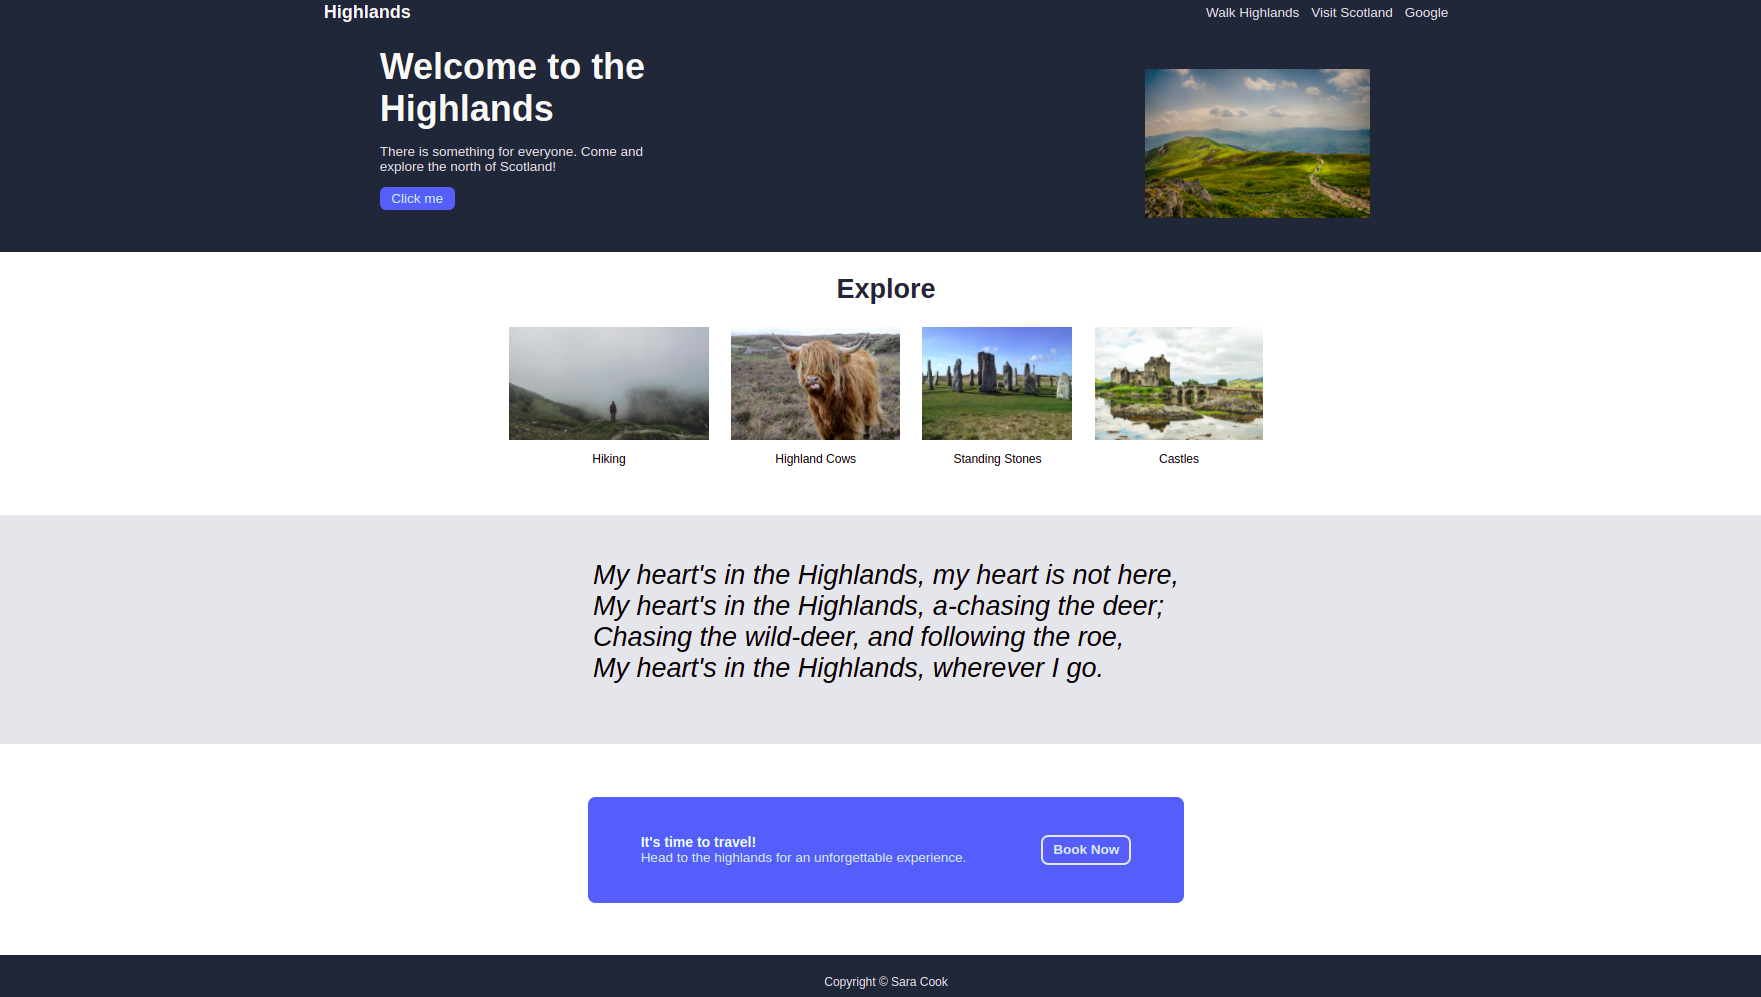 Highlands
Walk Highlands Visit Scotland Google
Welcome to the
Highlands
There is something for everyone. Come and
explore the north of Scotland!
Click me
Explore
Hiking
Highland Cows
Standing Stones
Castles
My heart's in the Highlands, my heart is not here,
My heart's in the Highlands, a-chasing the deer;
Chasing the wild-deer, and following the roe,
My heart's in the Highlands, wherever I go.
It's time to travel!
Head to the highlands for an unforgettable experience.
Book Now
Copyright © Sara Cook